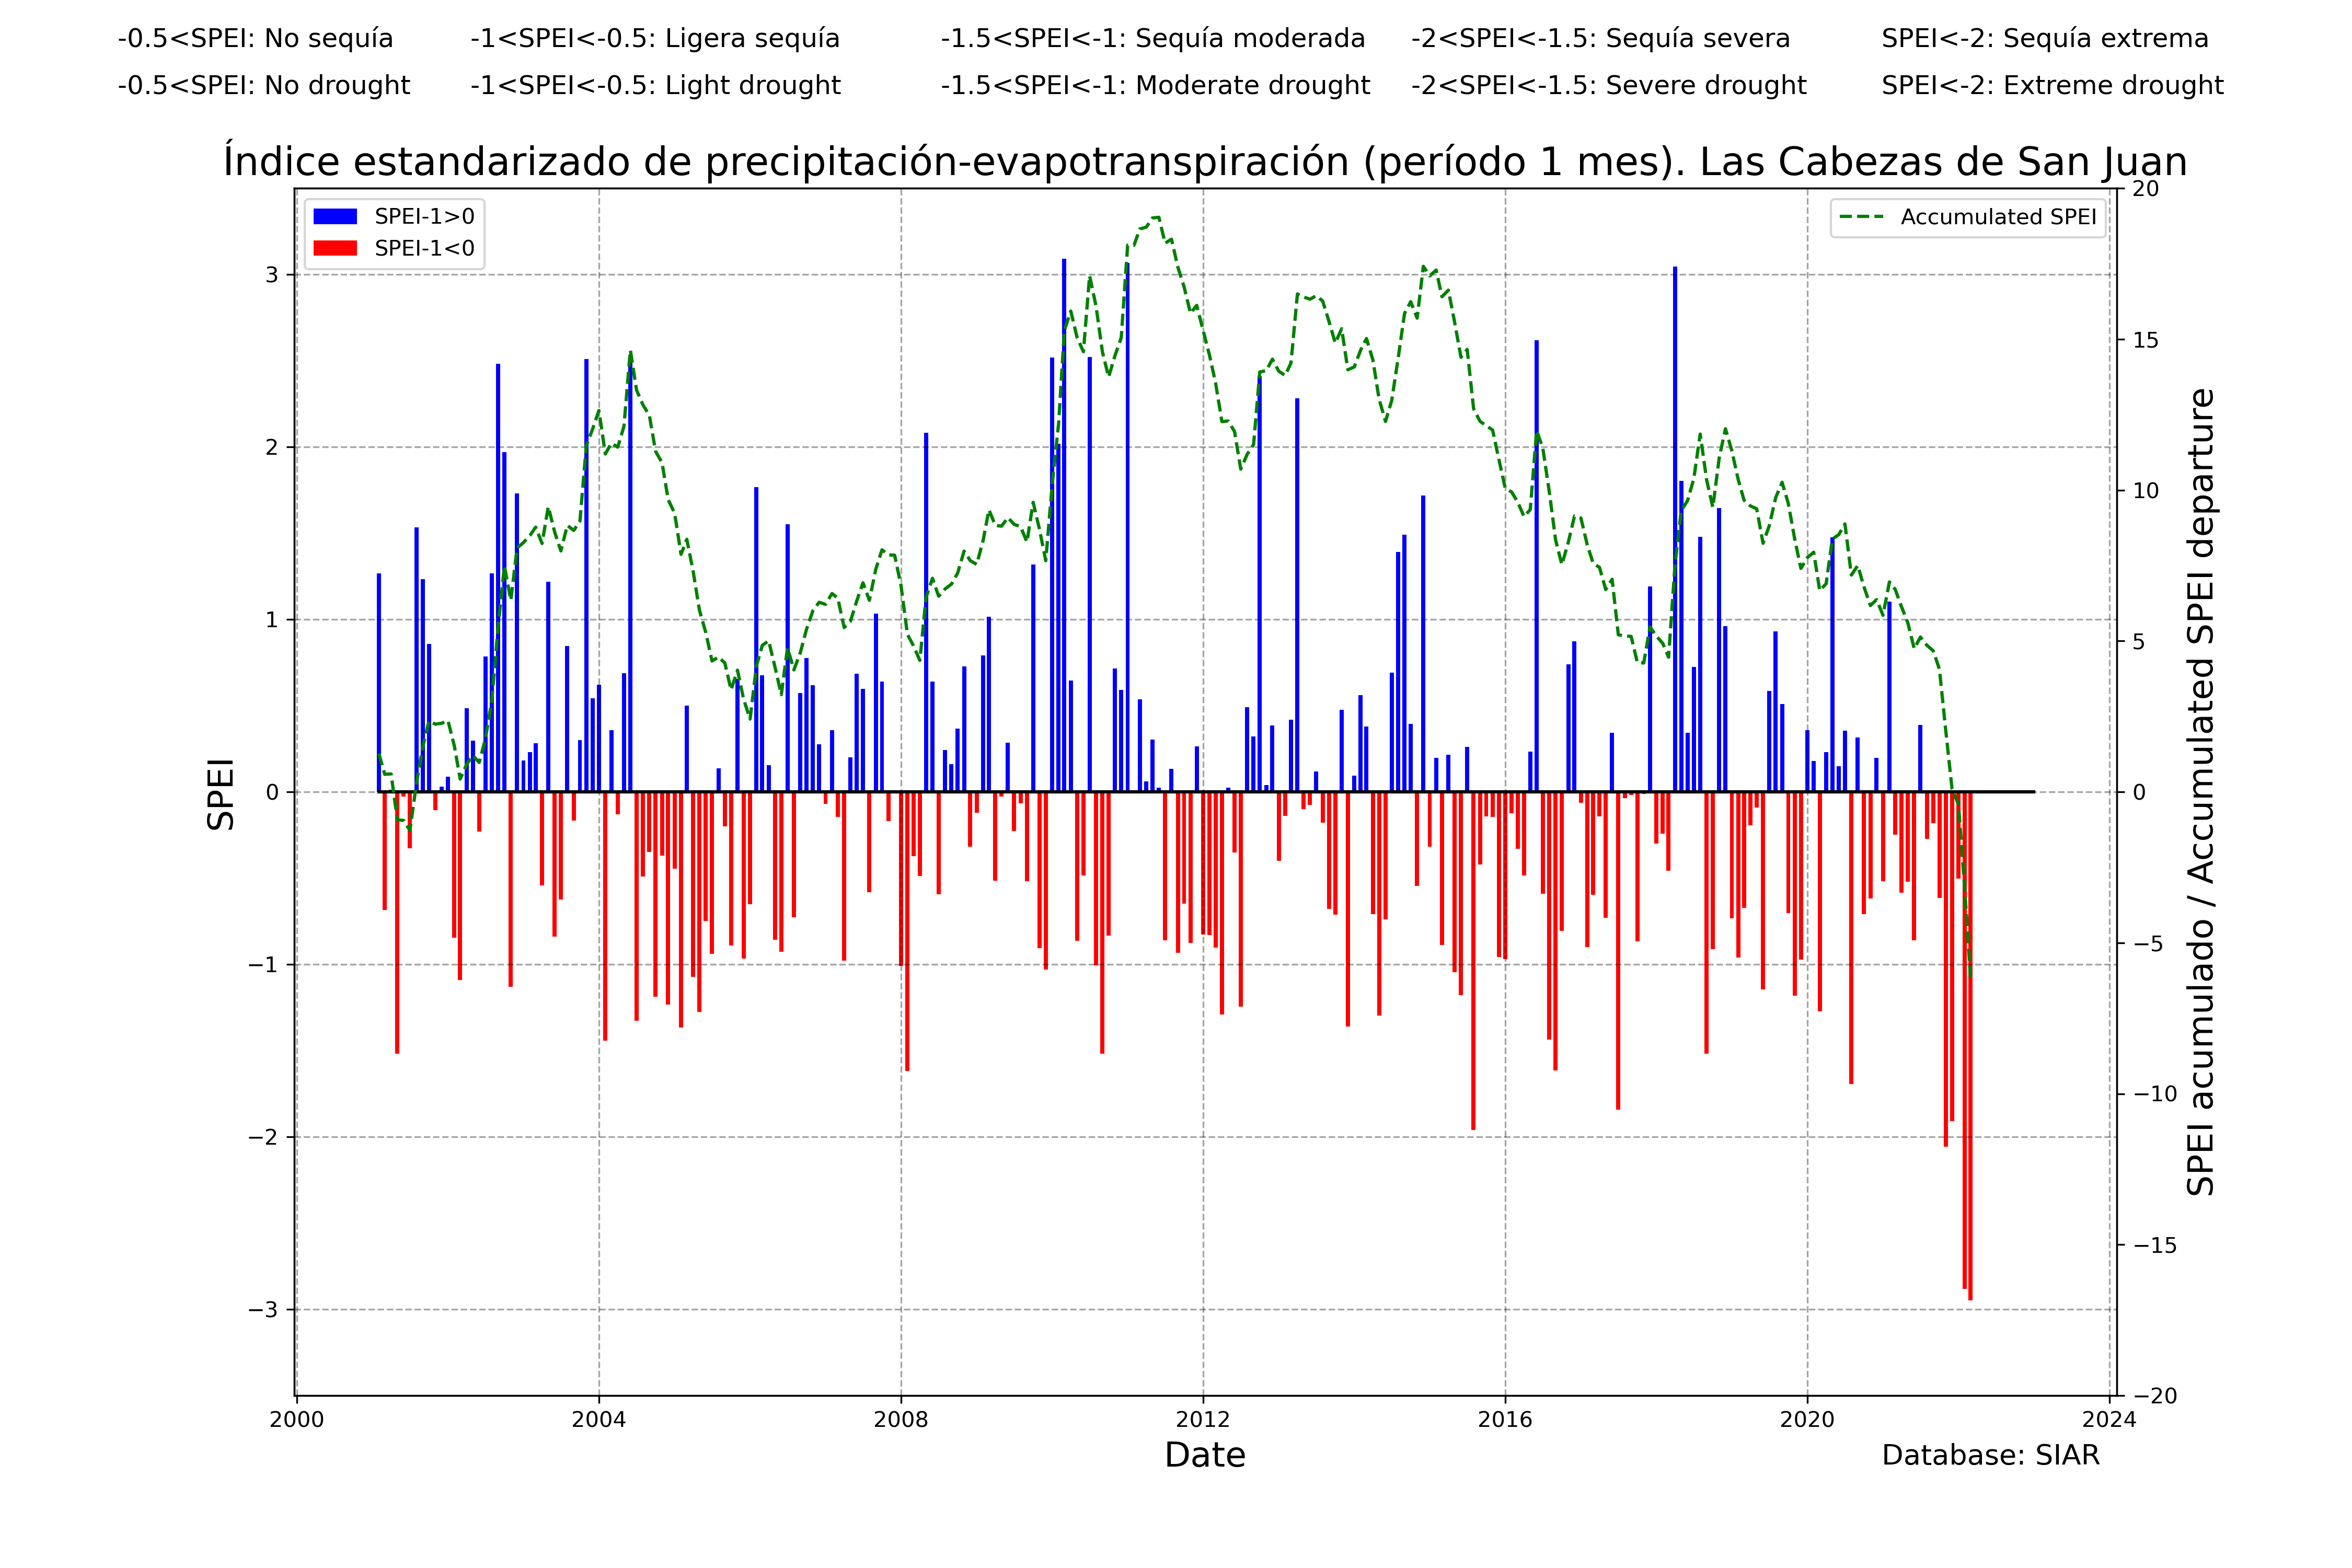 -0.5<SPEI: No sequía -1<SPEI<-0.5: Ligera sequía -1.5<SPEI<-1: Sequía moderada -2<SPEI<-1.5: Sequía severa SPEI<-2: Sequía extrema
-0.5<SPEI: No drought -1<SPEI<-0.5: Light drought -1.5<SPEI<-1: Moderate drought -2<SPEI<-1.5: Severe drought SPEI<-2: Extreme drought
Índice estandarizado de precipitación-evapotranspiración (período 1 mes). Las Cabezas de San Juan
SPEI-1>0
SPEI-1<0
Accumulated SPEI
SPEI
3
2
1
0
−1
−2
−3
20
15
10
5
0
−5
−10
−15
−20
SPEI acumulado / Accumulated SPEI departure
2000 2004 2008 2012 2016 2020 2024
Date
Database: SIAR